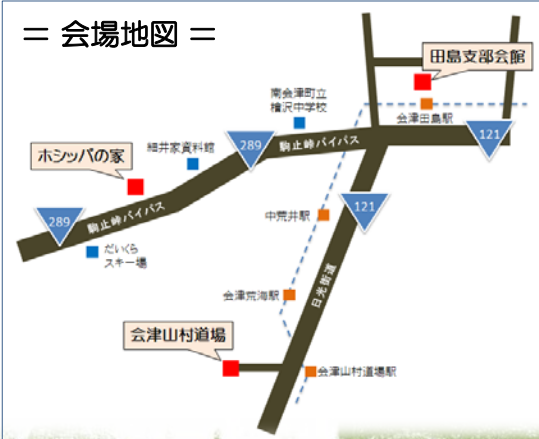 = 会場地図 =
田島支部会館
会津田島駅
南会津町立
檜沢中学校
121
289
駒止峠バイパス
細井家資料館
ホシッパの家
121
289
駒止峠バイパス
中荒井駅
だいくら
スキー場
日光街道
会津荒海駅
会津山村道場
会津山村道場駅